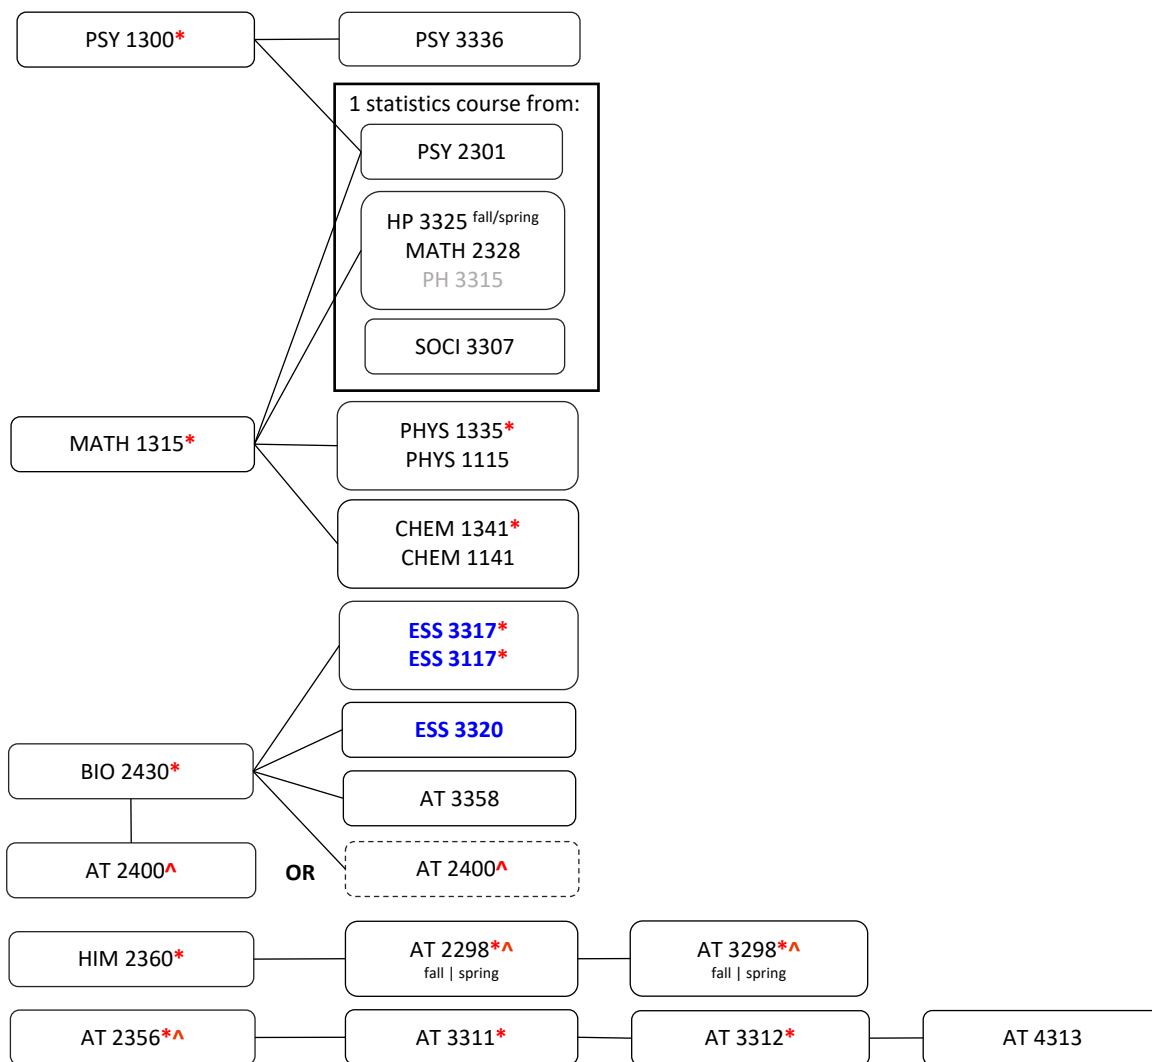 PSY 1300*
PSY 3336
1 statistics course from:
PSY 2301
HP 3325 fall/spring
MATH 2328
PH 3315
SOCI 3307
MATH 1315*
PHYS 1335*
PHYS 1115
CHEM 1341*
CHEM 1141
ESS 3317*
ESS 3117*
ESS 3320
BIO 2430*
AT 3358
AT 2400^
OR
AT 2400^
HIM 2360*
AT 2298*^
fall | spring
AT 3298*^
fall | spring
AT 2356*^
AT 3311*
AT 3312*
AT 4313